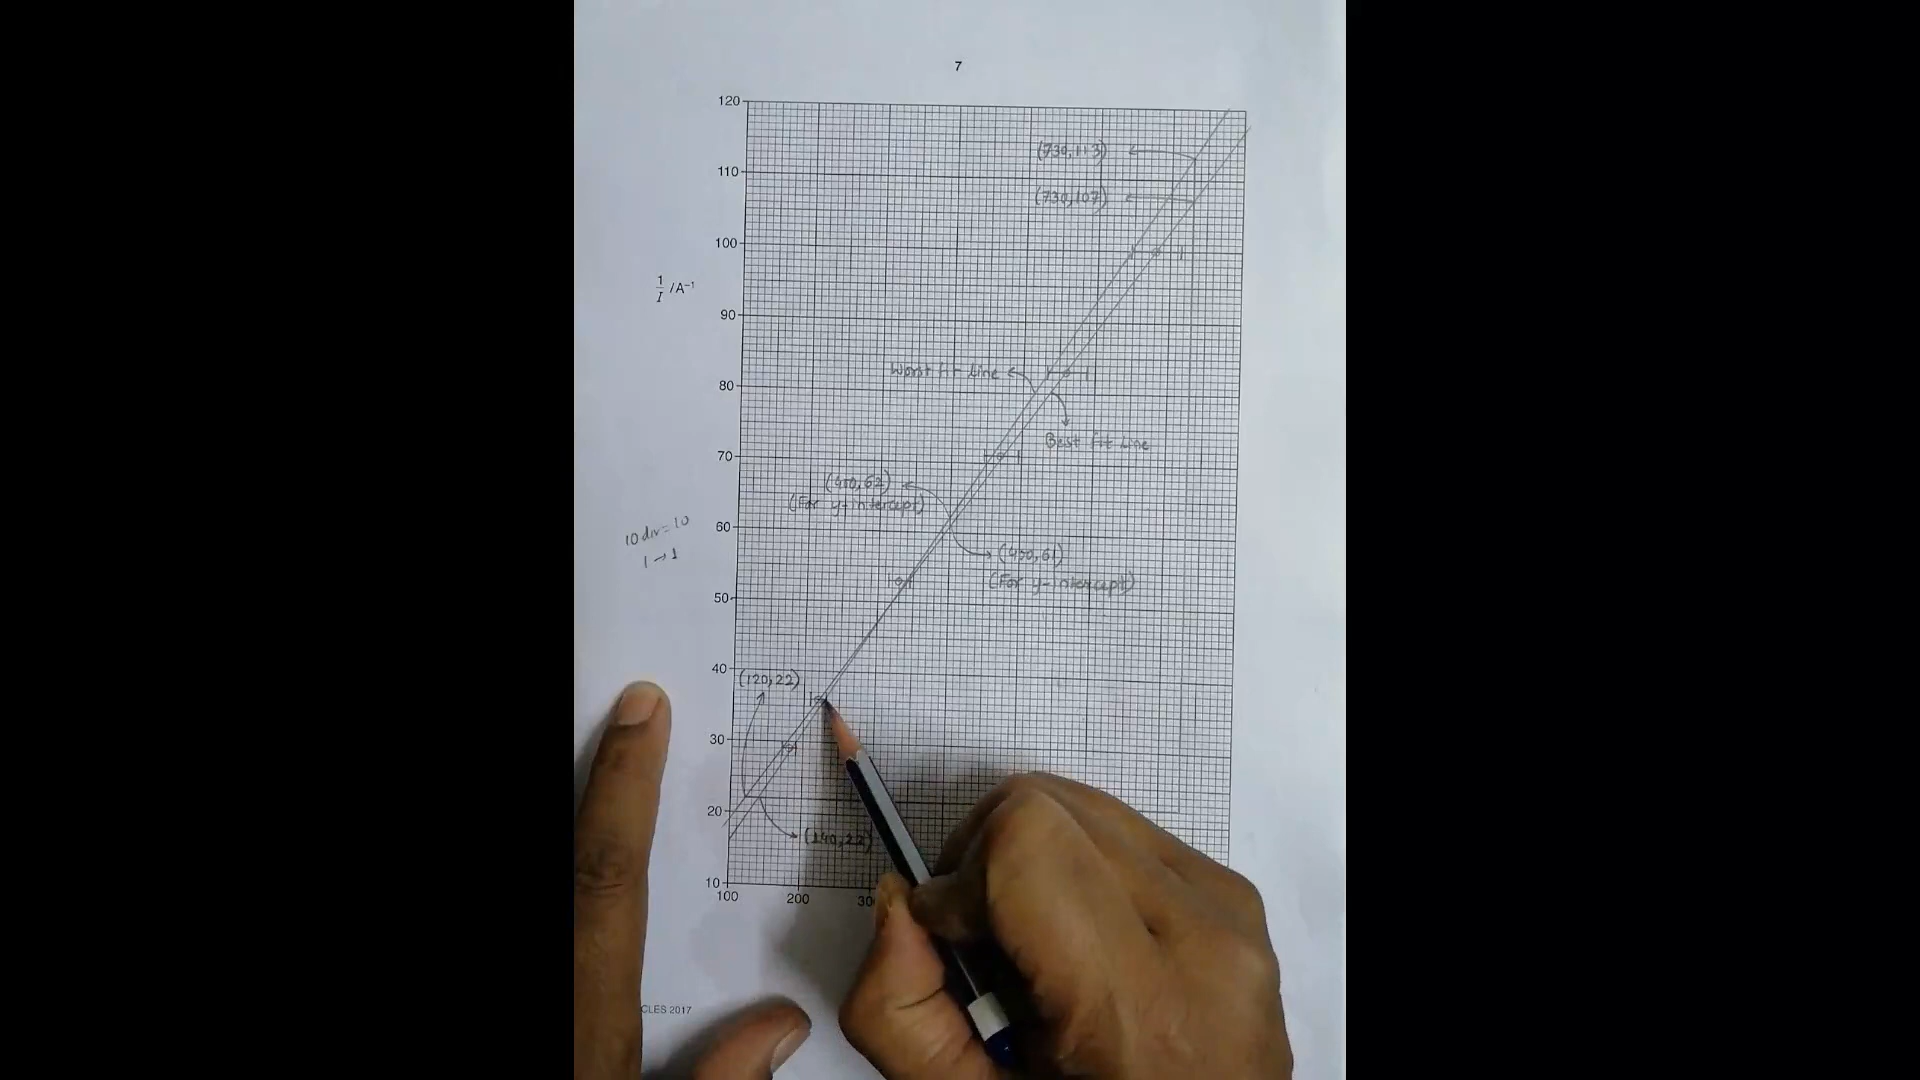 7
120
(730,113)
110
(730,107)
100
1/I /A⁻¹
90
Worst fit line
80
Best fit Line
70
(400,62)
(For y-intercept)
60
10 div = 10
1 → 1
(400,61)
(For y-intercept)
50
40
(120,22)
30
20
(140,22)
10
100
200
CLES 2017